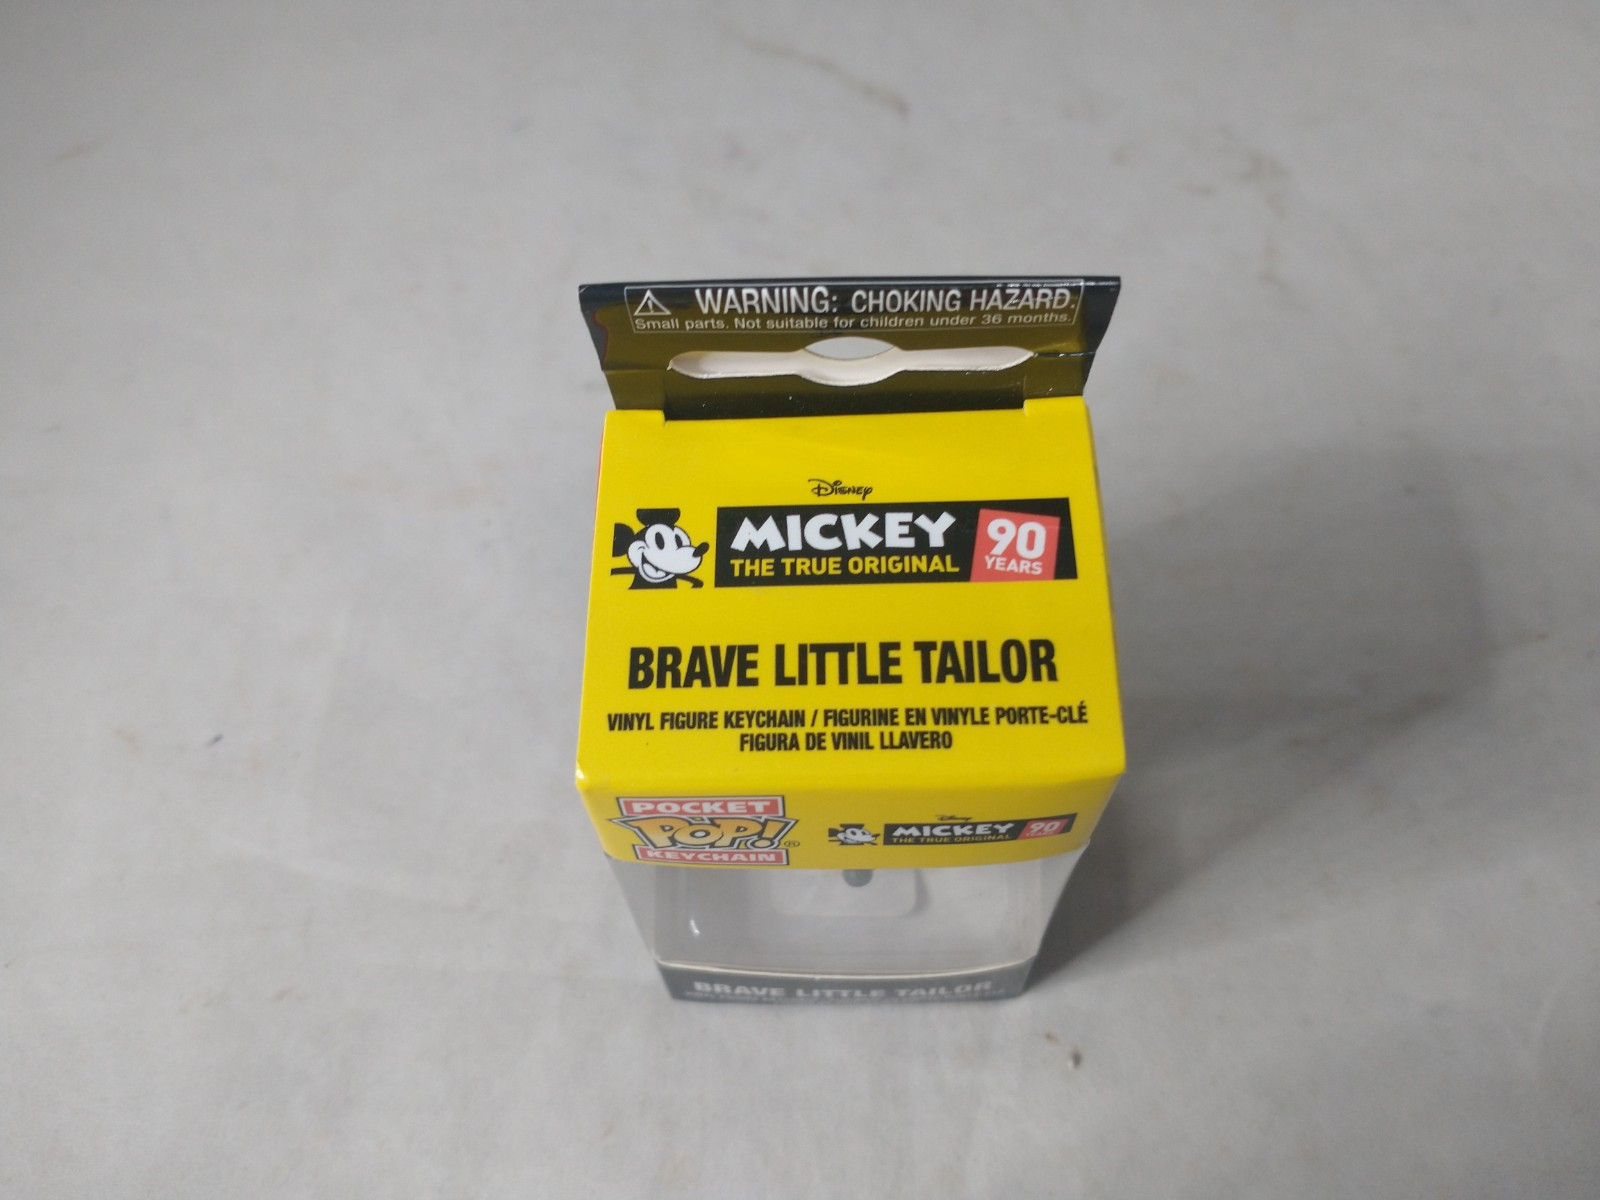 WARNING: CHOKING HAZARD.
Small parts. Not suitable for children under 36 months.
Disney
MICKEY
THE TRUE ORIGINAL
90
YEARS
BRAVE LITTLE TAILOR
VINYL FIGURE KEYCHAIN / FIGURINE EN VINYLE PORTE-CLÉ
FIGURA DE VINIL LLAVERO
POCKET
POP!®
KEYCHAIN
Disney
MICKEY
THE TRUE ORIGINAL
90
BRAVE LITTLE TAILOR